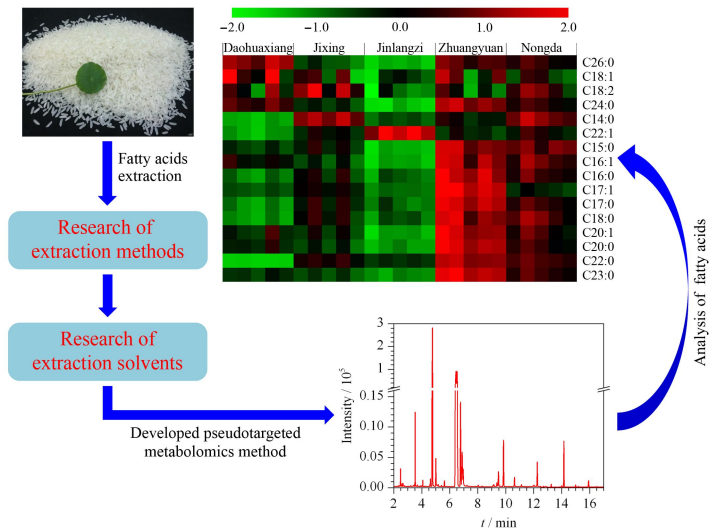 −2.0 −1.0 0.0 1.0 2.0
Daohuaxiang Jixing Jinlangzi Zhuangyuan Nongda
C26:0
C18:1
C18:2
C24:0
C14:0
C22:1
C15:0
C16:1
C16:0
C17:1
C17:0
C18:0
C20:1
C20:0
C22:0
C23:0
Fatty acids
extraction
Research of
extraction methods
Research of
extraction solvents
Developed pseudotargeted
metabolomics method
Intensity / 10⁵
3
2
1
0.15
0.10
0.05
0.00
2 4 6 8 10 12 14 16
t / min
Analysis of fatty acids